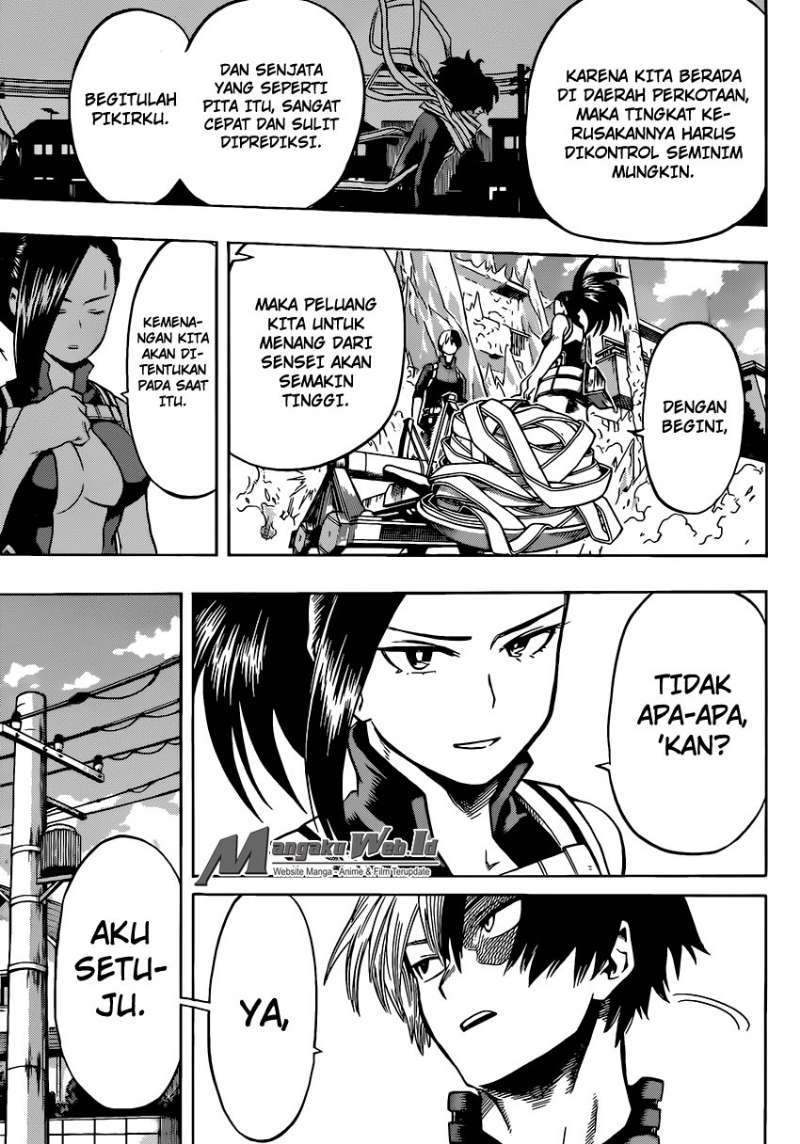 KARENA KITA BERADA
DI DAERAH PERKOTAAN,
MAKA TINGKAT KE-
RUSAKANNYA HARUS
DIKONTROL SEMINIM
MUNGKIN.
DAN SENJATA
YANG SEPERTI
PITA ITU, SANGAT
CEPAT DAN SULIT
DIPREDIKSI.
BEGITULAH
PIKIRKU.
DENGAN
BEGINI,
MAKA PELUANG
KITA UNTUK
MENANG DARI
SENSEI AKAN
SEMAKIN
TINGGI.
KEMENA-
NGAN KITA
AKAN DI-
TENTUKAN
PADA SAAT
ITU.
TIDAK
APA-APA,
'KAN?
Mangaku Web.Id
Website Manga - Anime & Film Terupdate
YA,
AKU
SETU-
JU.